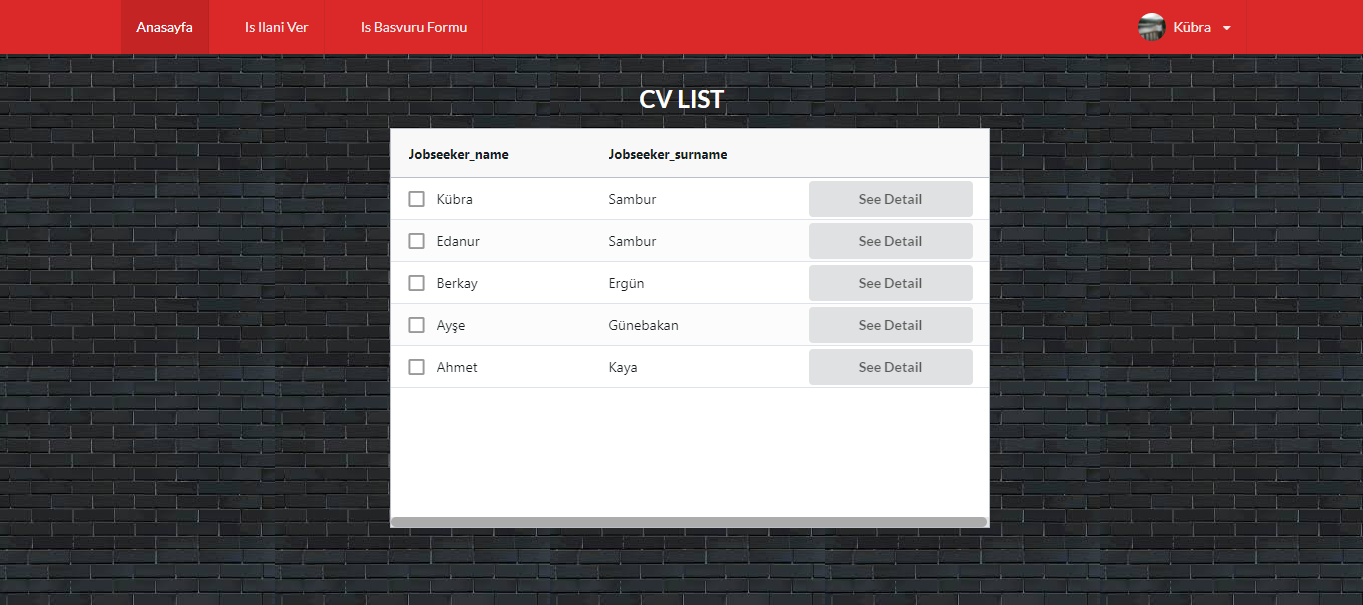 Anasayfa Is Ilani Ver Is Basvuru Formu Kübra
CV LIST
Jobseeker_name Jobseeker_surname
Kübra Sambur See Detail
Edanur Sambur See Detail
Berkay Ergün See Detail
Ayşe Günebakan See Detail
Ahmet Kaya See Detail